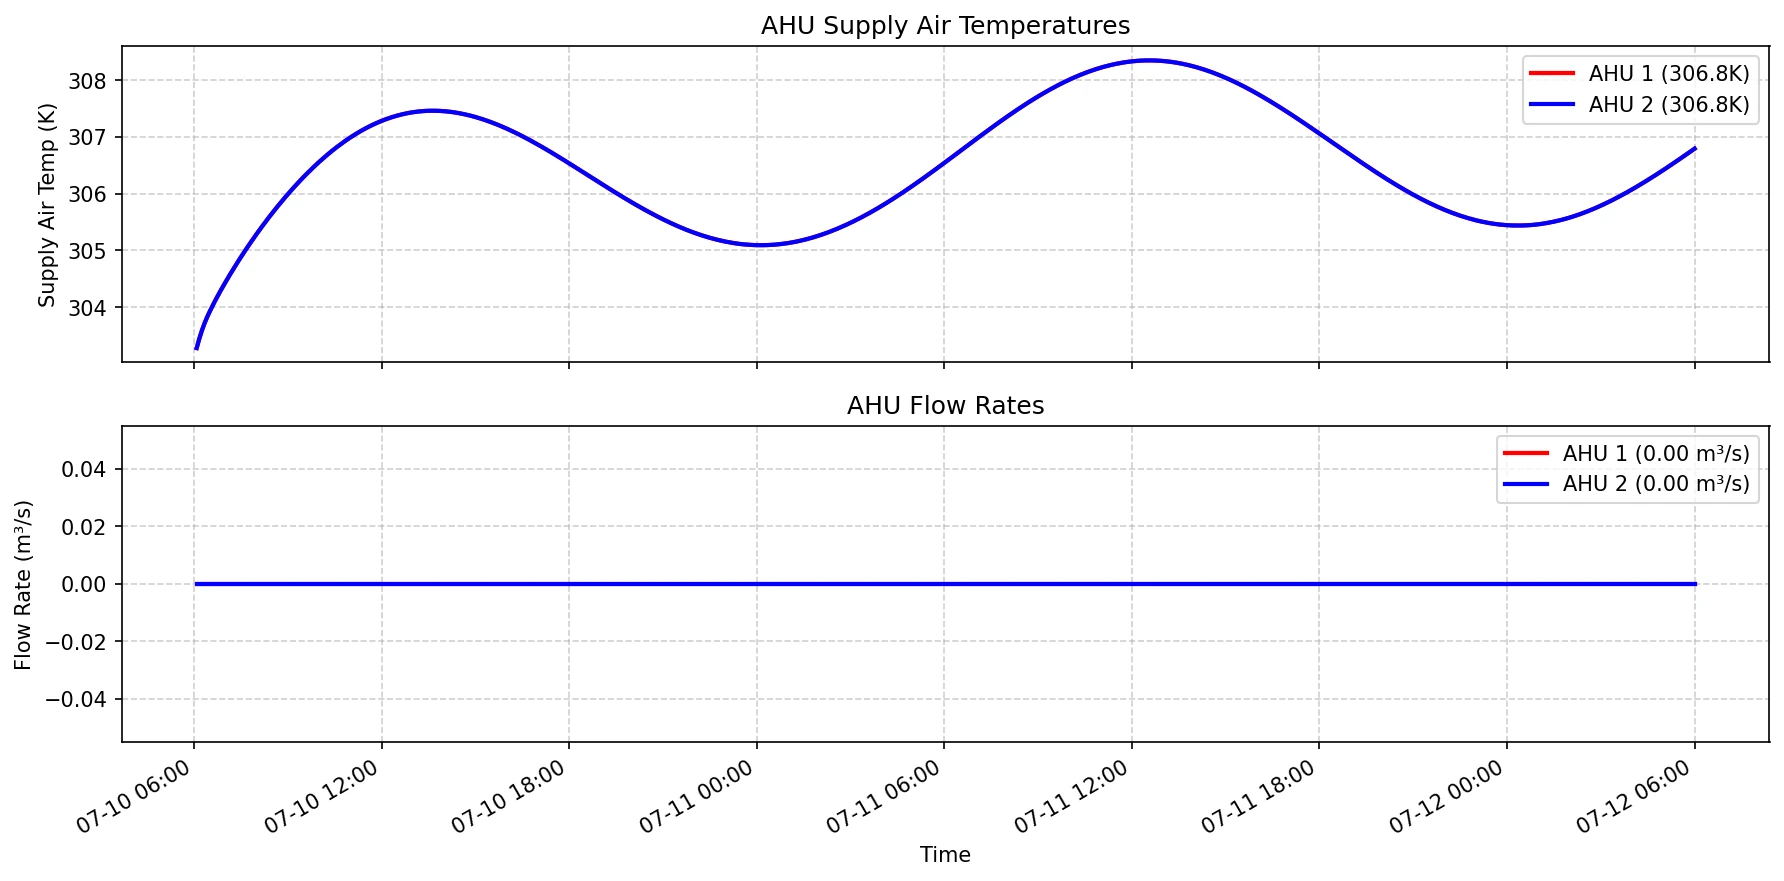 AHU Supply Air Temperatures
Supply Air Temp (K)
308
307
306
305
304
AHU 1 (306.8K)
AHU 2 (306.8K)
AHU Flow Rates
Flow Rate (m³/s)
0.04
0.02
0.00
−0.02
−0.04
AHU 1 (0.00 m³/s)
AHU 2 (0.00 m³/s)
07-10 06:00
07-10 12:00
07-10 18:00
07-11 00:00
07-11 06:00
07-11 12:00
07-11 18:00
07-12 00:00
07-12 06:00
Time